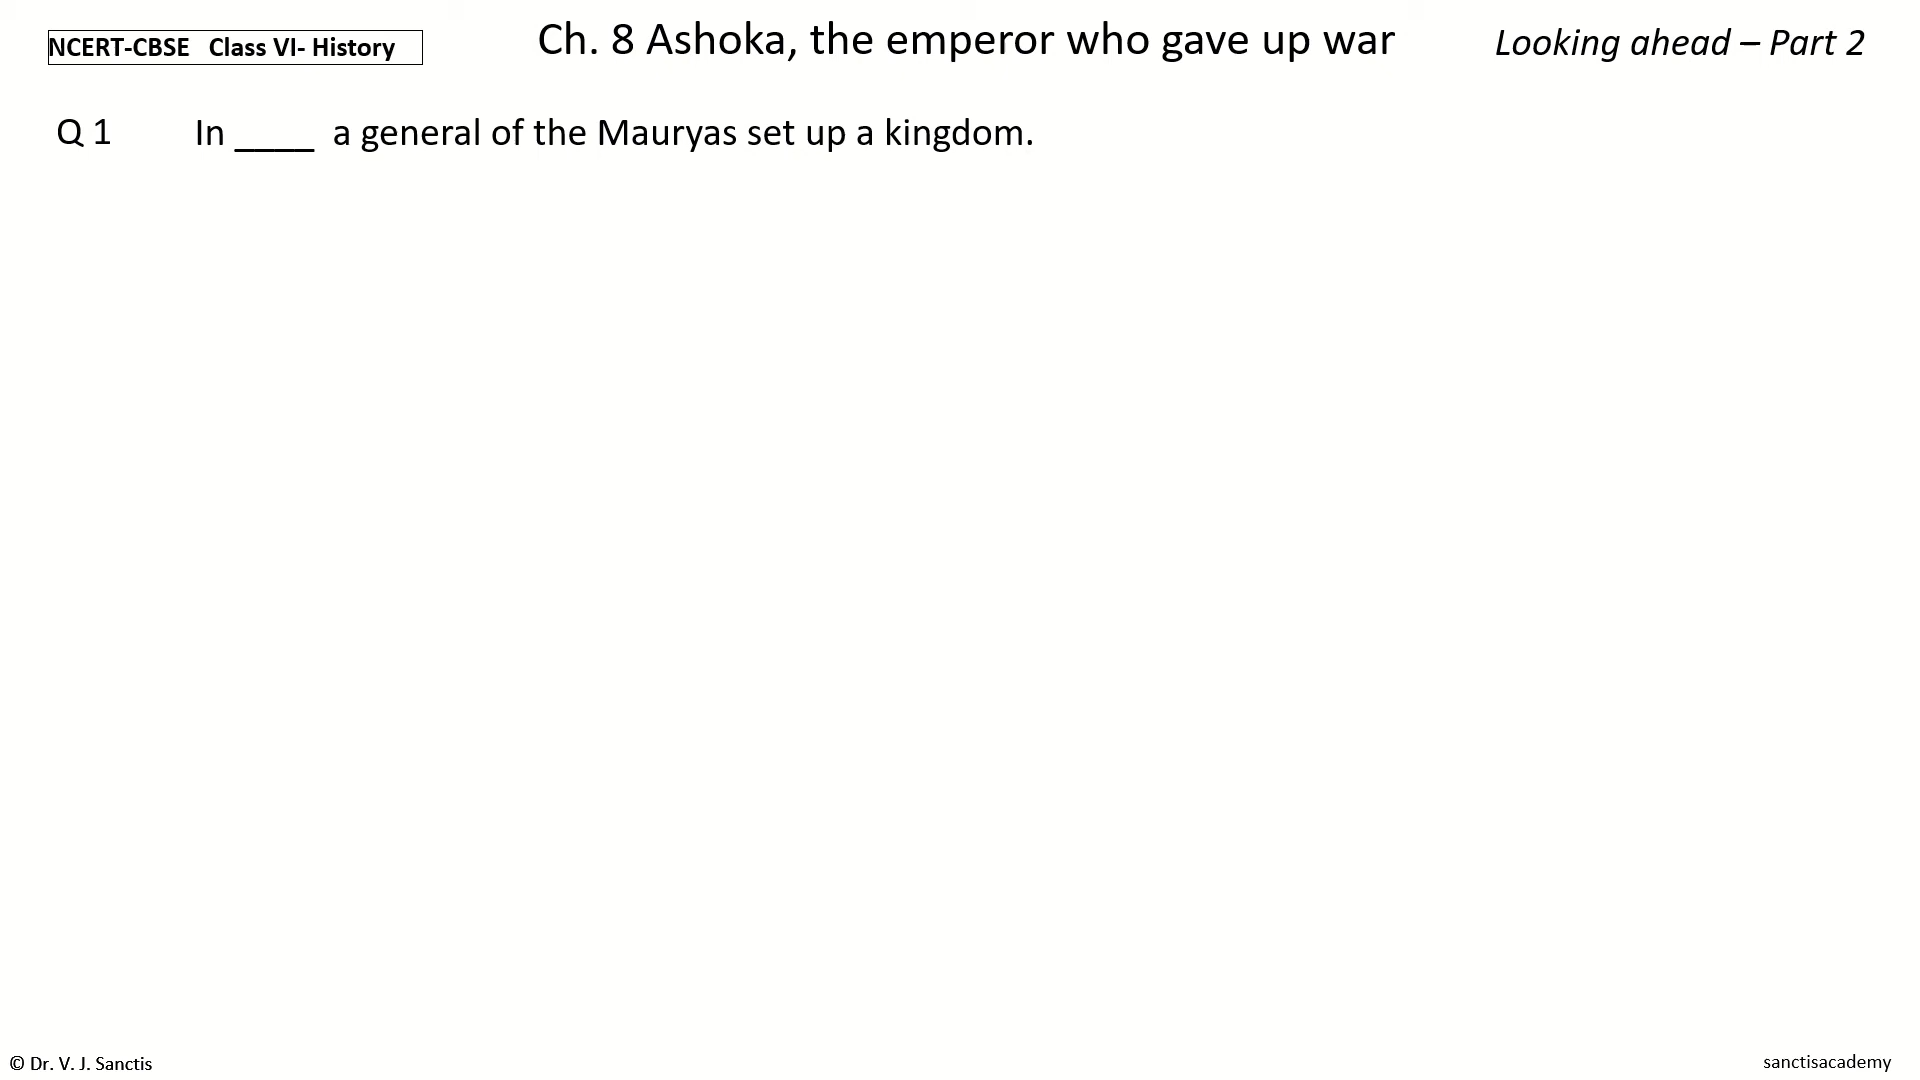 NCERT-CBSE Class VI- History
Ch. 8 Ashoka, the emperor who gave up war
Looking ahead – Part 2
Q 1 In ____ a general of the Mauryas set up a kingdom.
© Dr. V. J. Sanctis
sanctisacademy